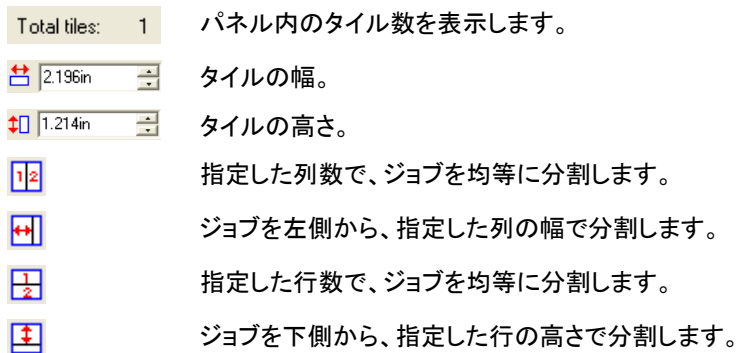 Total tiles: 1 パネル内のタイル数を表示します。
2.196in タイルの幅。
1.214in タイルの高さ。
1 2 指定した列数で、ジョブを均等に分割します。
ジョブを左側から、指定した列の幅で分割します。
1 2 指定した行数で、ジョブを均等に分割します。
ジョブを下側から、指定した行の高さで分割します。